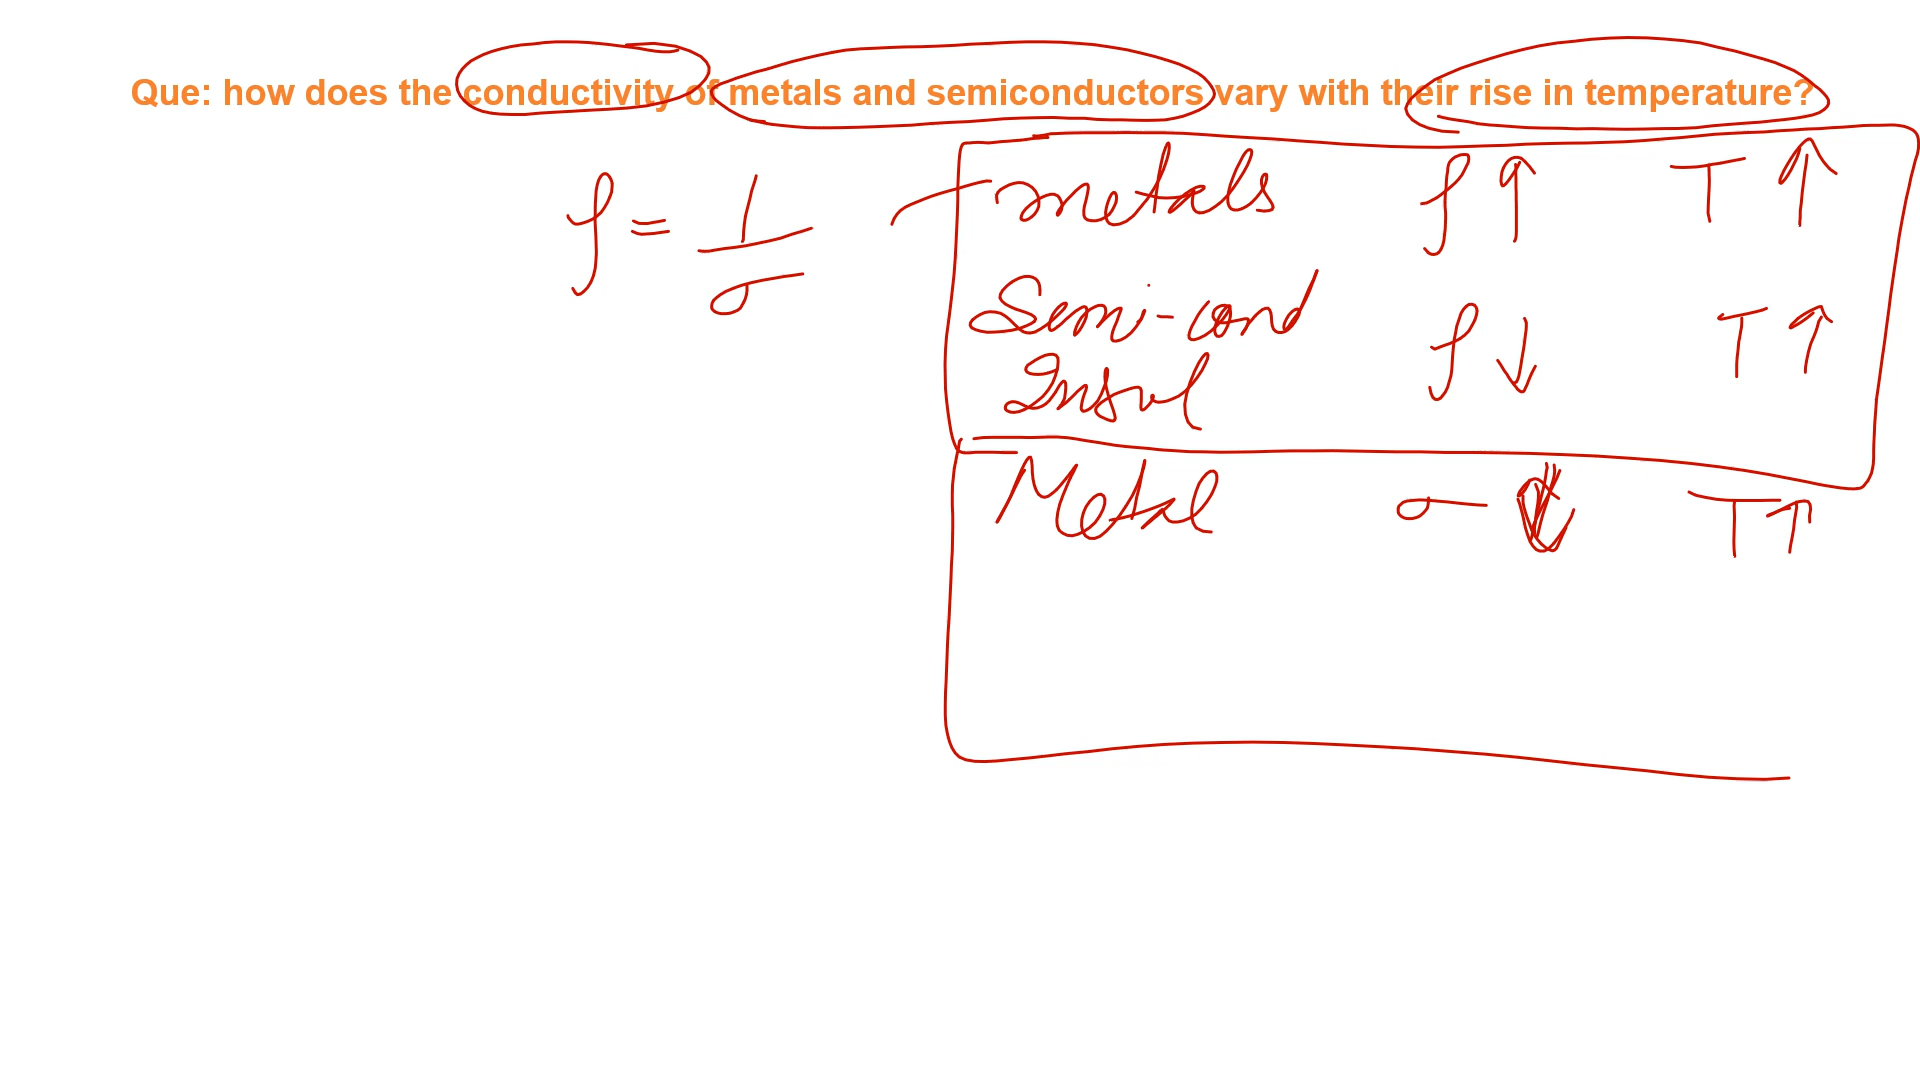 Que: how does the conductivity of metals and semiconductors vary with their rise in temperature?
ρ = 1/σ
metals ρ ↑ T ↑
Semi-cond ρ ↓ T ↑
Insul
Metal σ ↓ T ↑